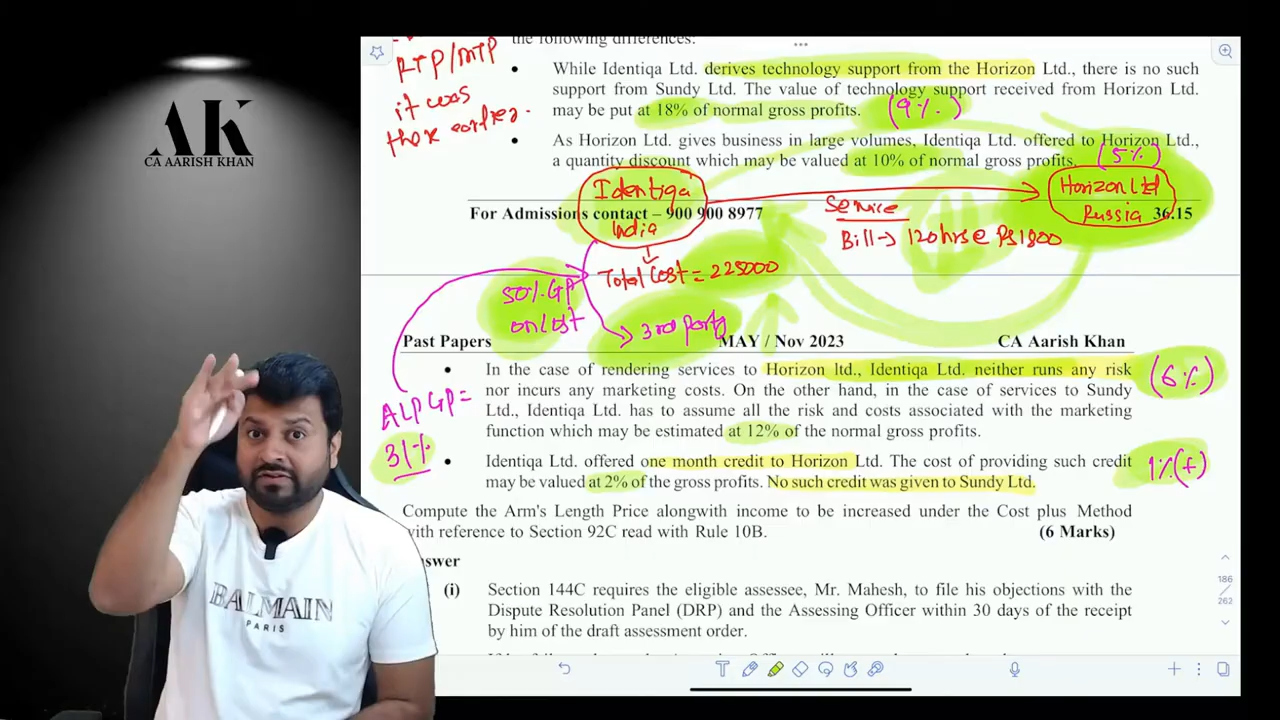 the following differences:
RTP/MTP
it was
there earlier.
• While Identiqa Ltd. derives technology support from the Horizon Ltd., there is no such
support from Sundy Ltd. The value of technology support received from Horizon Ltd.
may be put at 18% of normal gross profits. (9%)
• As Horizon Ltd. gives business in large volumes, Identiqa Ltd. offered to Horizon Ltd.,
a quantity discount which may be valued at 10% of normal gross profits. (5%)
AK
CA AARISH KHAN
Identiqa
India
Service
Bill → 120hrs @ Rs1800
Horizon Ltd
Russia
For Admissions contact – 900 900 8977 36.15
Total Cost = 225000
50% GP
on cost
3rd party
Past Papers MAY / Nov 2023 CA Aarish Khan
• In the case of rendering services to Horizon ltd., Identiqa Ltd. neither runs any risk
nor incurs any marketing costs. On the other hand, in the case of services to Sundy
Ltd., Identiqa Ltd. has to assume all the risk and costs associated with the marketing
function which may be estimated at 12% of the normal gross profits.
(6%)
ALP GP =
31%
• Identiqa Ltd. offered one month credit to Horizon Ltd. The cost of providing such credit
may be valued at 2% of the gross profits. No such credit was given to Sundy Ltd.
1% (+)
Compute the Arm's Length Price alongwith income to be increased under the Cost plus Method
with reference to Section 92C read with Rule 10B. (6 Marks)
nswer
(i) Section 144C requires the eligible assessee, Mr. Mahesh, to file his objections with the
Dispute Resolution Panel (DRP) and the Assessing Officer within 30 days of the receipt
by him of the draft assessment order.
186
262
BALMAIN
PARIS